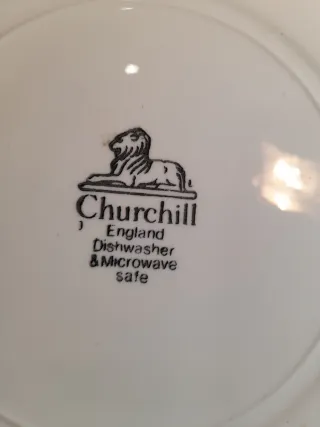 Churchill
England
Dishwasher
& Microwave
safe